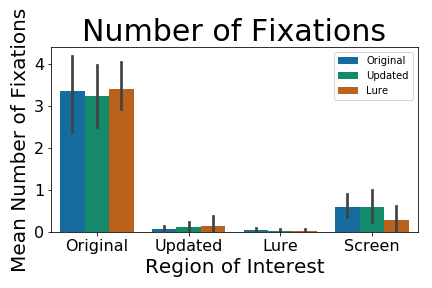 Number of Fixations
Mean Number of Fixations
4
3
2
1
0
Original
Updated
Lure
Original
Updated
Lure
Screen
Region of Interest